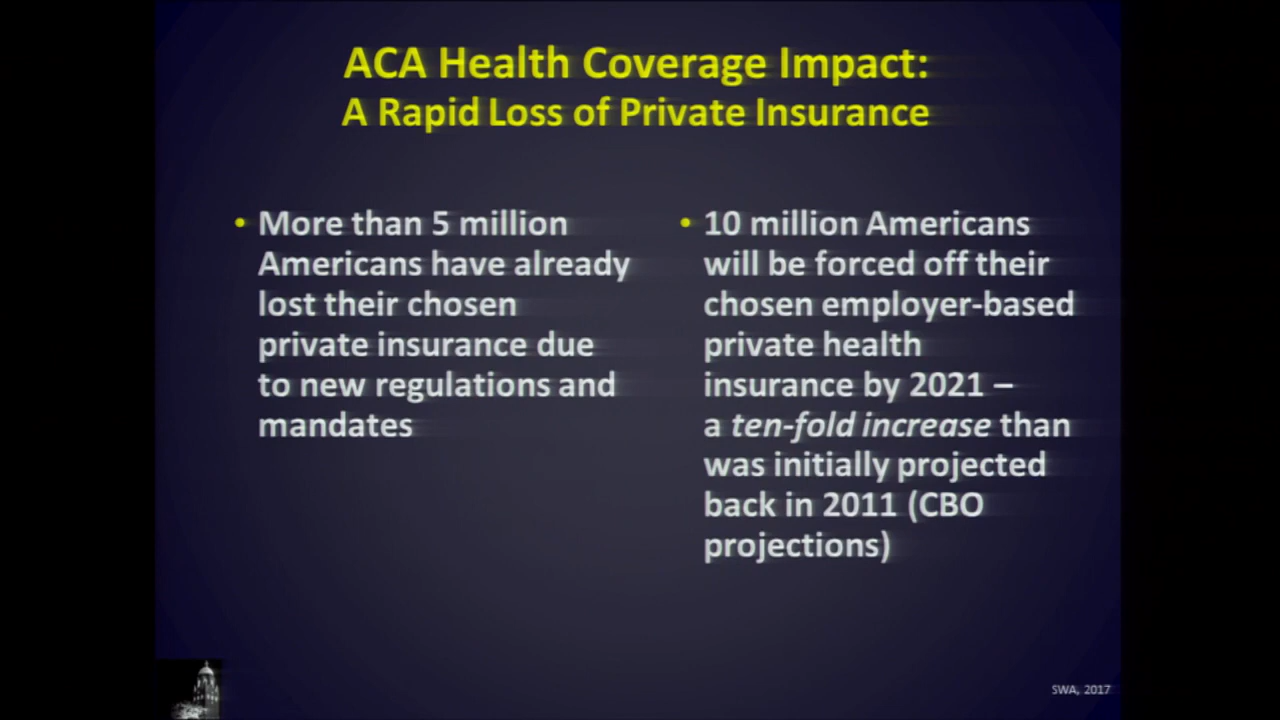 ACA Health Coverage Impact:
A Rapid Loss of Private Insurance
• More than 5 million
Americans have already
lost their chosen
private insurance due
to new regulations and
mandates
• 10 million Americans
will be forced off their
chosen employer-based
private health
insurance by 2021 –
a ten-fold increase than
was initially projected
back in 2011 (CBO
projections)
SWA, 2017